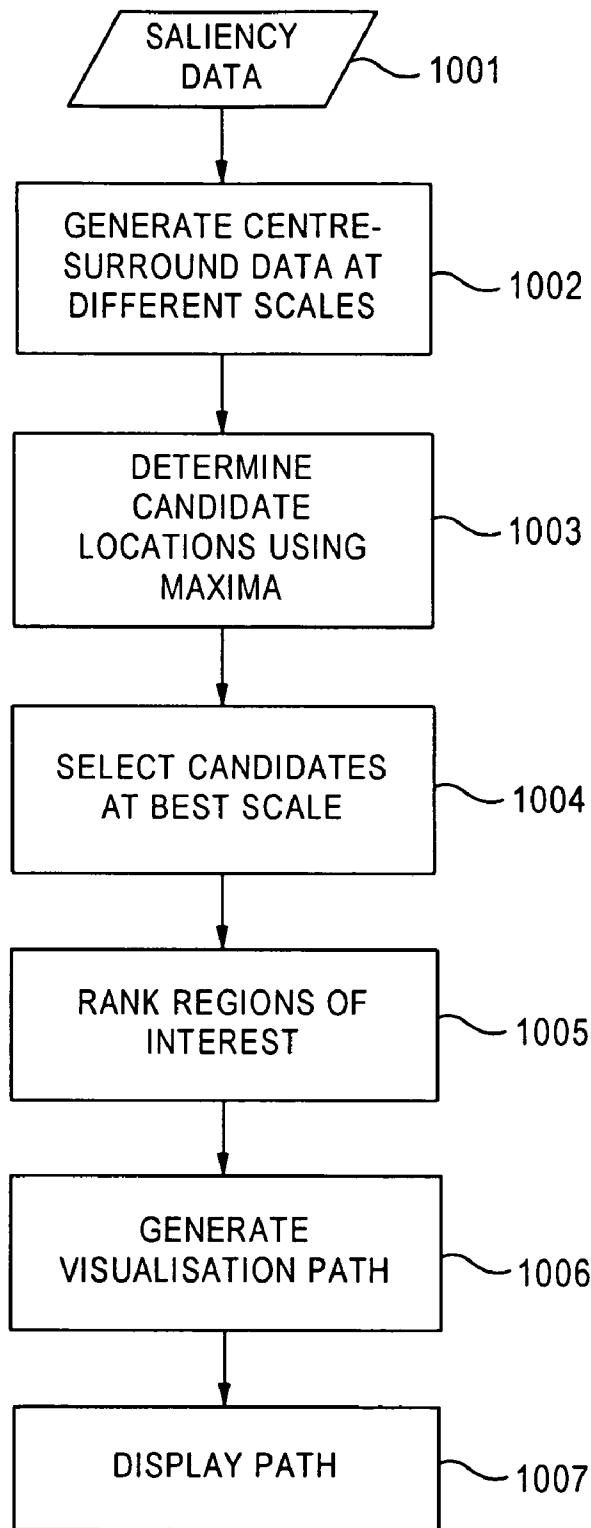 SALIENCY
DATA
1001
GENERATE CENTRE-
SURROUND DATA AT
DIFFERENT SCALES
1002
DETERMINE
CANDIDATE
LOCATIONS USING
MAXIMA
1003
SELECT CANDIDATES
AT BEST SCALE
1004
RANK REGIONS OF
INTEREST
1005
GENERATE
VISUALISATION PATH
1006
DISPLAY PATH
1007